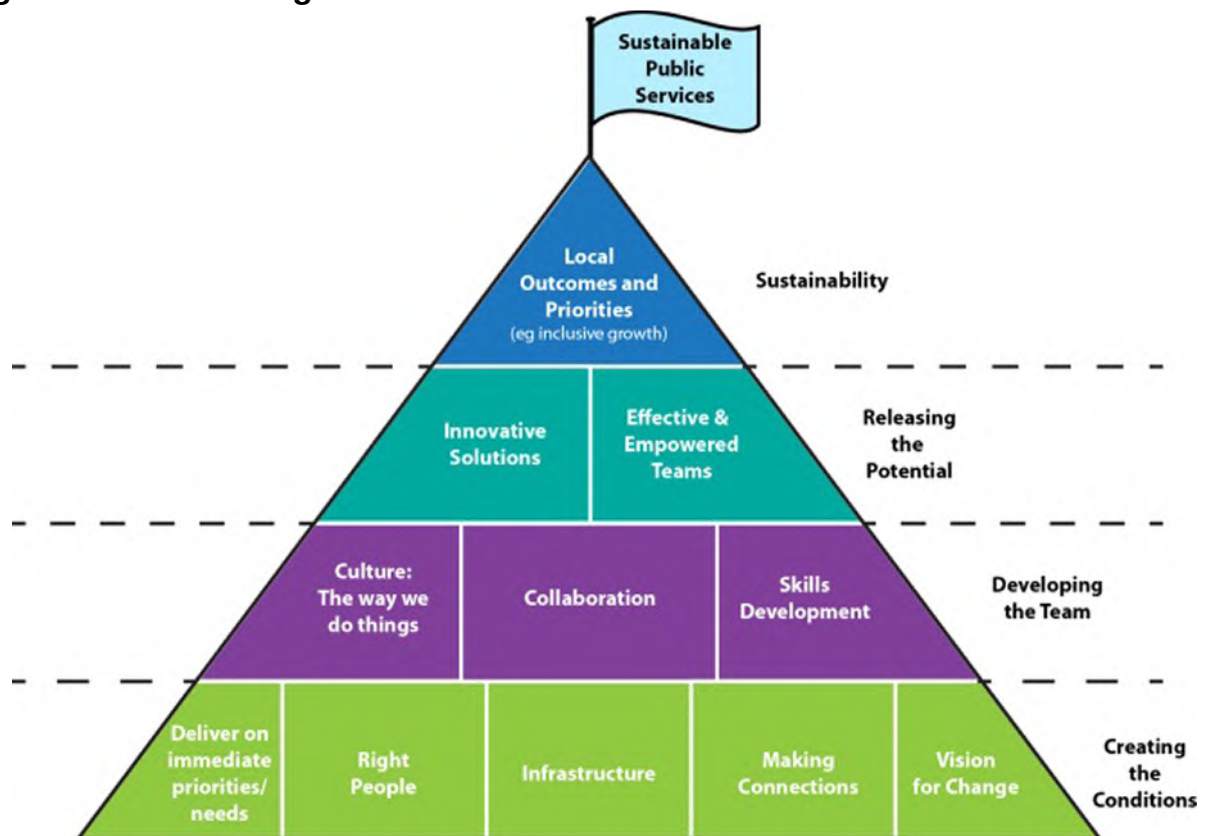 Sustainable
Public
Services
Local
Outcomes and
Priorities
(eg inclusive growth)
Sustainability
Innovative
Solutions
Effective &
Empowered
Teams
Releasing
the
Potential
Culture:
The way we
do things
Collaboration
Skills
Development
Developing
the Team
Deliver on
immediate
priorities/
needs
Right
People
Infrastructure
Making
Connections
Vision
for Change
Creating
the
Conditions